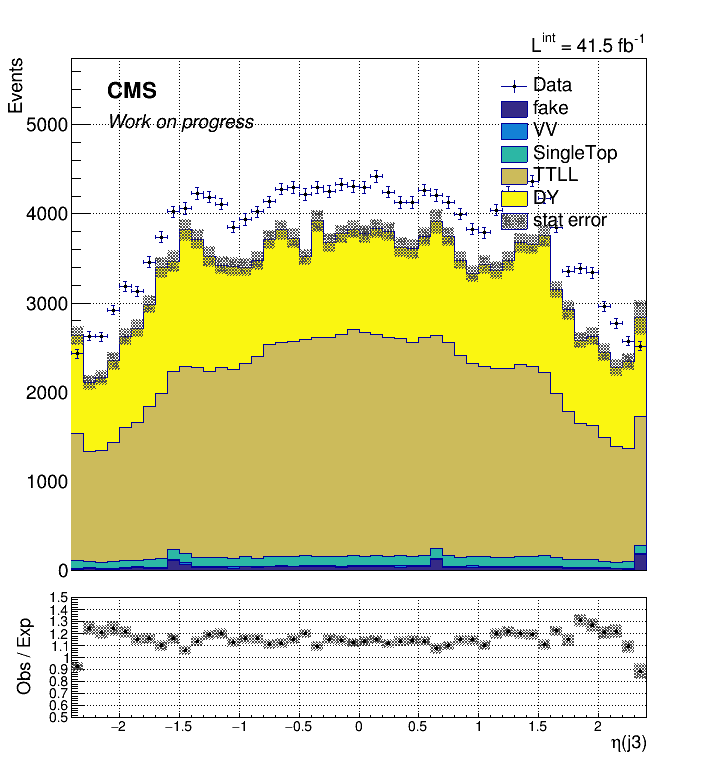 L^int = 41.5 fb^-1
Events
CMS
Work on progress
Data
fake
VV
SingleTop
TTLL
DY
stat error
5000
4000
3000
2000
1000
0
Obs / Exp
1.5
1.4
1.3
1.2
1.1
1
0.9
0.8
0.7
0.6
0.5
−2 −1.5 −1 −0.5 0 0.5 1 1.5 2
η(j3)